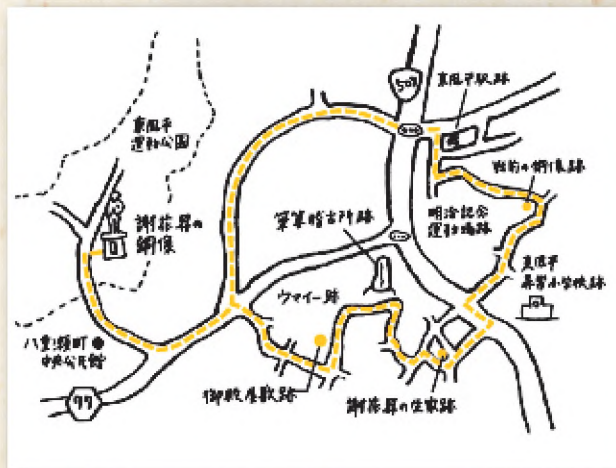 507
東風平駅跡
東風平
運動公園
戦前の銅像跡
謝花昇の
銅像
筆算稽古所跡
明治記念
運動場跡
東風平
尋常小学校跡
ウマイー跡
八重瀬町
中央公民館
御殿屋敷跡
謝花昇の生家跡
77